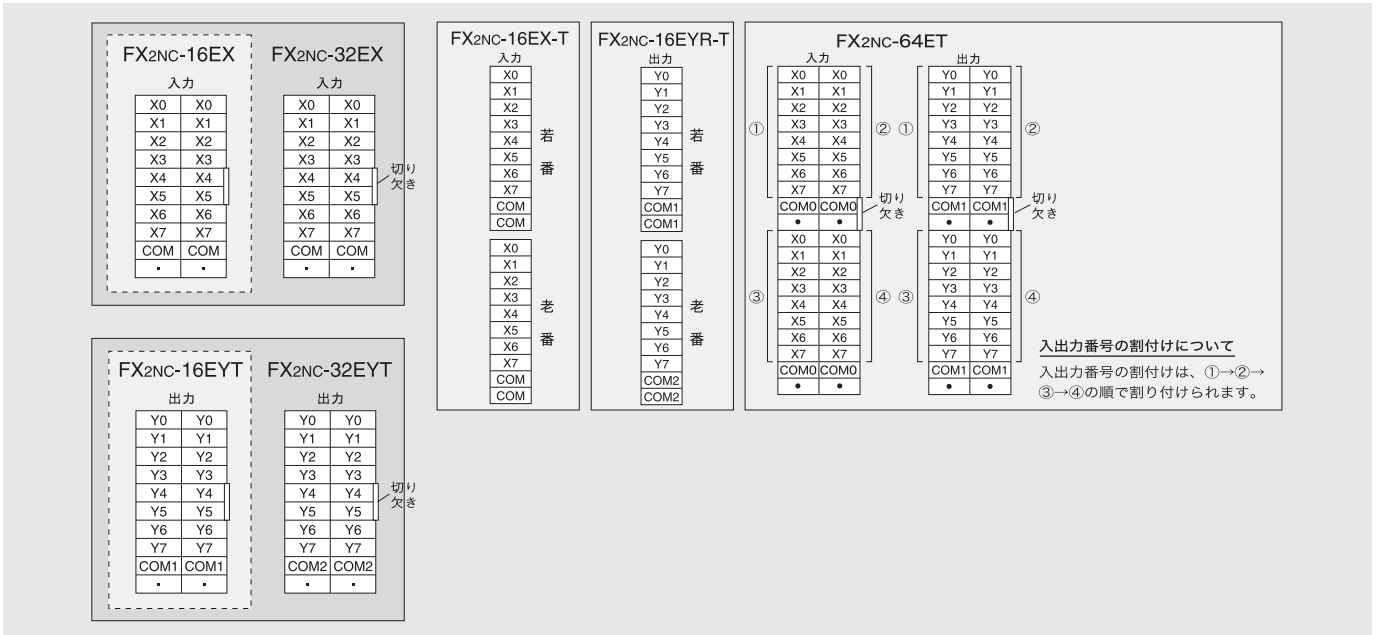 FX2NC-16EX
入力
X0 X0
X1 X1
X2 X2
X3 X3
X4 X4
X5 X5
X6 X6
X7 X7
COM COM
・ ・
FX2NC-32EX
入力
X0 X0
X1 X1
X2 X2
X3 X3
X4 X4
X5 X5
X6 X6
X7 X7
COM COM
・ ・
切り
欠き
FX2NC-16EYT
出力
Y0 Y0
Y1 Y1
Y2 Y2
Y3 Y3
Y4 Y4
Y5 Y5
Y6 Y6
Y7 Y7
COM1 COM1
・ ・
FX2NC-32EYT
出力
Y0 Y0
Y1 Y1
Y2 Y2
Y3 Y3
Y4 Y4
Y5 Y5
Y6 Y6
Y7 Y7
COM2 COM2
・ ・
切り
欠き
FX2NC-16EX-T
入力
X0
X1
X2
X3
X4
X5
X6
X7
COM
COM
若
番
X0
X1
X2
X3
X4
X5
X6
X7
COM
COM
老
番
FX2NC-16EYR-T
出力
Y0
Y1
Y2
Y3
Y4
Y5
Y6
Y7
COM1
COM1
若
番
Y0
Y1
Y2
Y3
Y4
Y5
Y6
Y7
COM2
COM2
老
番
FX2NC-64ET
入力
①
X0 X0
X1 X1
X2 X2
X3 X3
X4 X4
X5 X5
X6 X6
X7 X7
②
COM0 COM0
• •
切り
欠き
③
X0 X0
X1 X1
X2 X2
X3 X3
X4 X4
X5 X5
X6 X6
X7 X7
④
COM0 COM0
• •
出力
①
Y0 Y0
Y1 Y1
Y2 Y2
Y3 Y3
Y4 Y4
Y5 Y5
Y6 Y6
Y7 Y7
②
COM1 COM1
• •
切り
欠き
③
Y0 Y0
Y1 Y1
Y2 Y2
Y3 Y3
Y4 Y4
Y5 Y5
Y6 Y6
Y7 Y7
④
COM1 COM1
• •
入出力番号の割付けについて
入出力番号の割付けは、①→②→
③→④の順で割り付けられます。